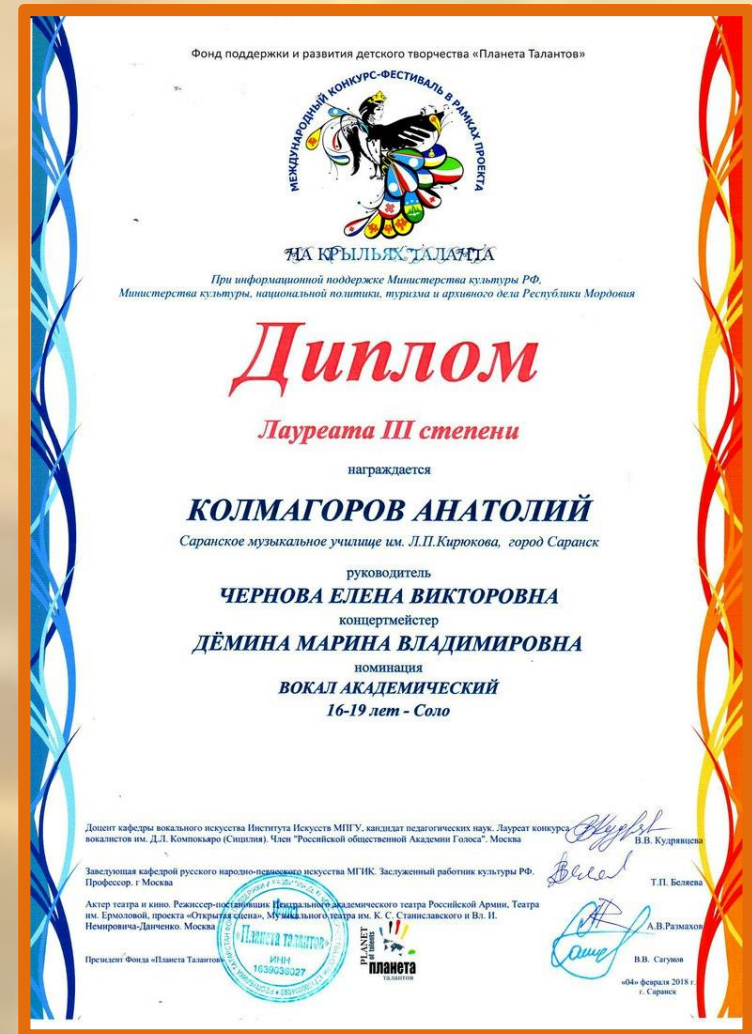 Фонд поддержки и развития детского творчества «Планета Талантов»
МЕЖДУНАРОДНЫЙ КОНКУРС-ФЕСТИВАЛЬ В РАМКАХ ПРОЕКТА
НА КРЫЛЬЯХ ТАЛАНТА
При информационной поддержке Министерства культуры РФ,
Министерства культуры, национальной политики, туризма и архивного дела Республики Мордовия
Диплом
Лауреата III степени
награждается
КОЛМАГОРОВ АНАТОЛИЙ
Саранское музыкальное училище им. Л.П.Кирюкова, город Саранск
руководитель
ЧЕРНОВА ЕЛЕНА ВИКТОРОВНА
концертмейстер
ДЁМИНА МАРИНА ВЛАДИМИРОВНА
номинация
ВОКАЛ АКАДЕМИЧЕСКИЙ
16-19 лет - Соло
Доцент кафедры вокального искусства Института Искусств МПГУ, кандидат педагогических наук. Лауреат конкурса
вокалистов им. Д.Л. Компокьяро (Сицилия). Член "Российской общественной Академии Голоса". Москва
В.В. Кудрявцева
Заведующая кафедрой русского народно-певческого искусства МГИК. Заслуженный работник культуры РФ.
Профессор. г Москва
Т.П. Беляева
Актер театра и кино. Режиссер-постановщик Центрального академического театра Российской Армии, Театра
им. Ермоловой, проекта «Открытая сцена», Музыкального театра им. К. С. Станиславского и Вл. И.
Немировича-Данченко. Москва
А.В.Размахов
Президент Фонда «Планета Талантов»
В.В. Сагунов
Фонд
«Планета талантов»
ИНН
1639036027
PLANET
of talents
планета
талантов
«04» февраля 2018 г.
г. Саранск